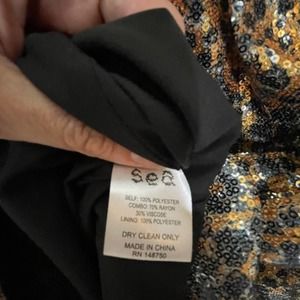 sea
SELF: 100% POLYESTER
COMBO: 70% RAYON
30% VISCOSE
LINING: 100% POLYESTER
DRY CLEAN ONLY
MADE IN CHINA
RN 148750